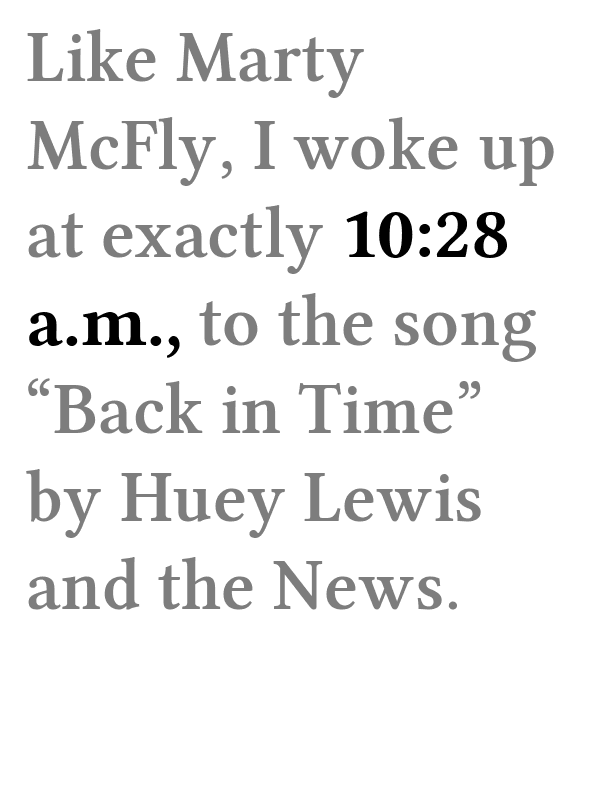 Like Marty
McFly, I woke up
at exactly 10:28
a.m., to the song
“Back in Time”
by Huey Lewis
and the News.